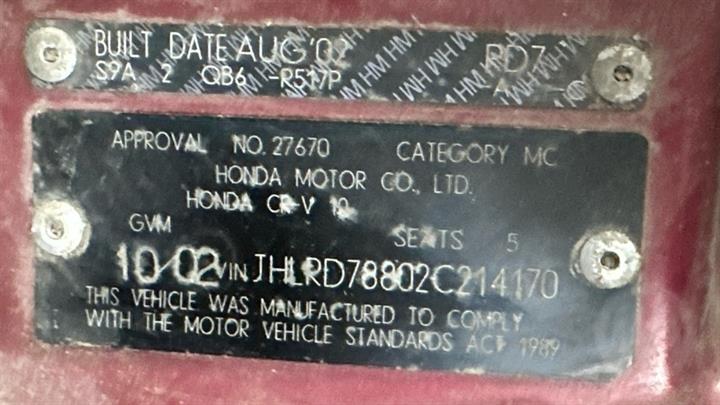 BUILT DATE AUG'02 RD7
S9A 2 QB6 -R517P A
APPROVAL NO. 27670 CATEGORY MC
HONDA MOTOR CO., LTD.
HONDA CR-V
GVM SEATS 5
10/02 VIN JHLRD78802C214170
THIS VEHICLE WAS MANUFACTURED TO COMPLY
WITH THE MOTOR VEHICLE STANDARDS ACT 1989